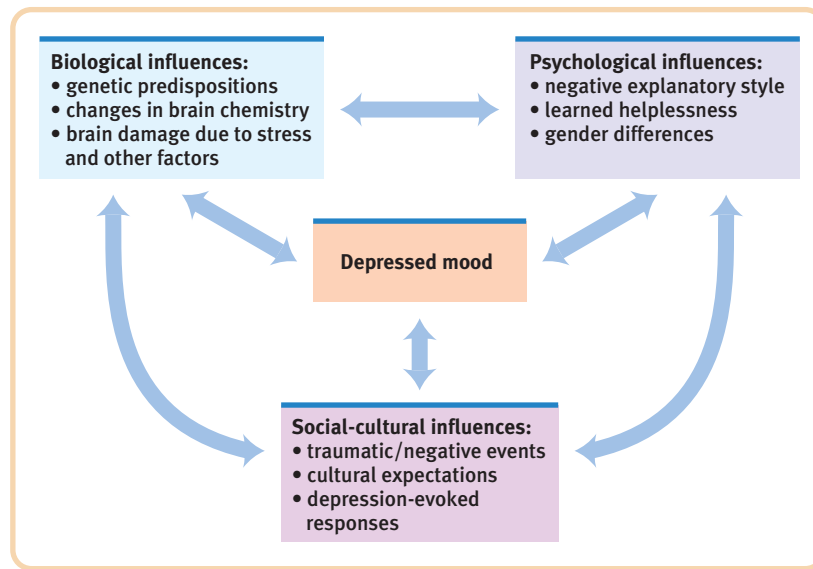 Biological influences:
• genetic predispositions
• changes in brain chemistry
• brain damage due to stress
and other factors
Psychological influences:
• negative explanatory style
• learned helplessness
• gender differences
Depressed mood
Social-cultural influences:
• traumatic/negative events
• cultural expectations
• depression-evoked
responses